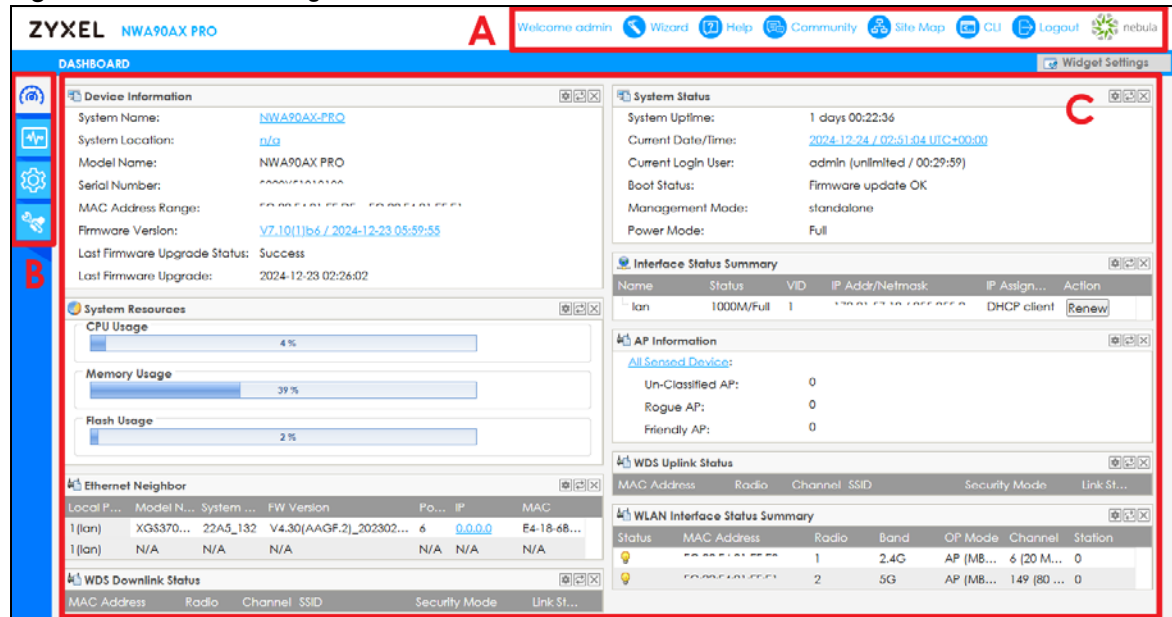 ZYXEL NWA90AX PRO
A
Welcome admin Wizard Help Community Site Map CLI Logout nebula
DASHBOARD
Widget Settings
B
C
Device Information
System Name: NWA90AX-PRO
System Location: n/a
Model Name: NWA90AX PRO
Serial Number:
MAC Address Range:
Firmware Version: V7.10(1)b6 / 2024-12-23 05:59:55
Last Firmware Upgrade Status: Success
Last Firmware Upgrade: 2024-12-23 02:26:02
System Resources
CPU Usage
4 %
Memory Usage
39 %
Flash Usage
2 %
Ethernet Neighbor
Local P... Model N... System ... FW Version Po... IP MAC
1(lan) XGS370... 22A5_132 V4.30(AAGF.2)_202302... 6 0.0.0.0 E4-18-6B...
1(lan) N/A N/A N/A N/A N/A N/A
WDS Downlink Status
MAC Address Radio Channel SSID Security Mode Link St...
System Status
System Uptime: 1 days 00:22:36
Current Date/Time: 2024-12-24 / 02:51:04 UTC+00:00
Current Login User: admin (unlimited / 00:29:59)
Boot Status: Firmware update OK
Management Mode: standalone
Power Mode: Full
Interface Status Summary
Name Status VID IP Addr/Netmask IP Assign... Action
lan 1000M/Full 1 DHCP client Renew
AP Information
All Sensed Device:
Un-Classified AP: 0
Rogue AP: 0
Friendly AP: 0
WDS Uplink Status
MAC Address Radio Channel SSID Security Mode Link St...
WLAN Interface Status Summary
Status MAC Address Radio Band OP Mode Channel Station
1 2.4G AP (MB... 6 (20 M... 0
2 5G AP (MB... 149 (80 ... 0